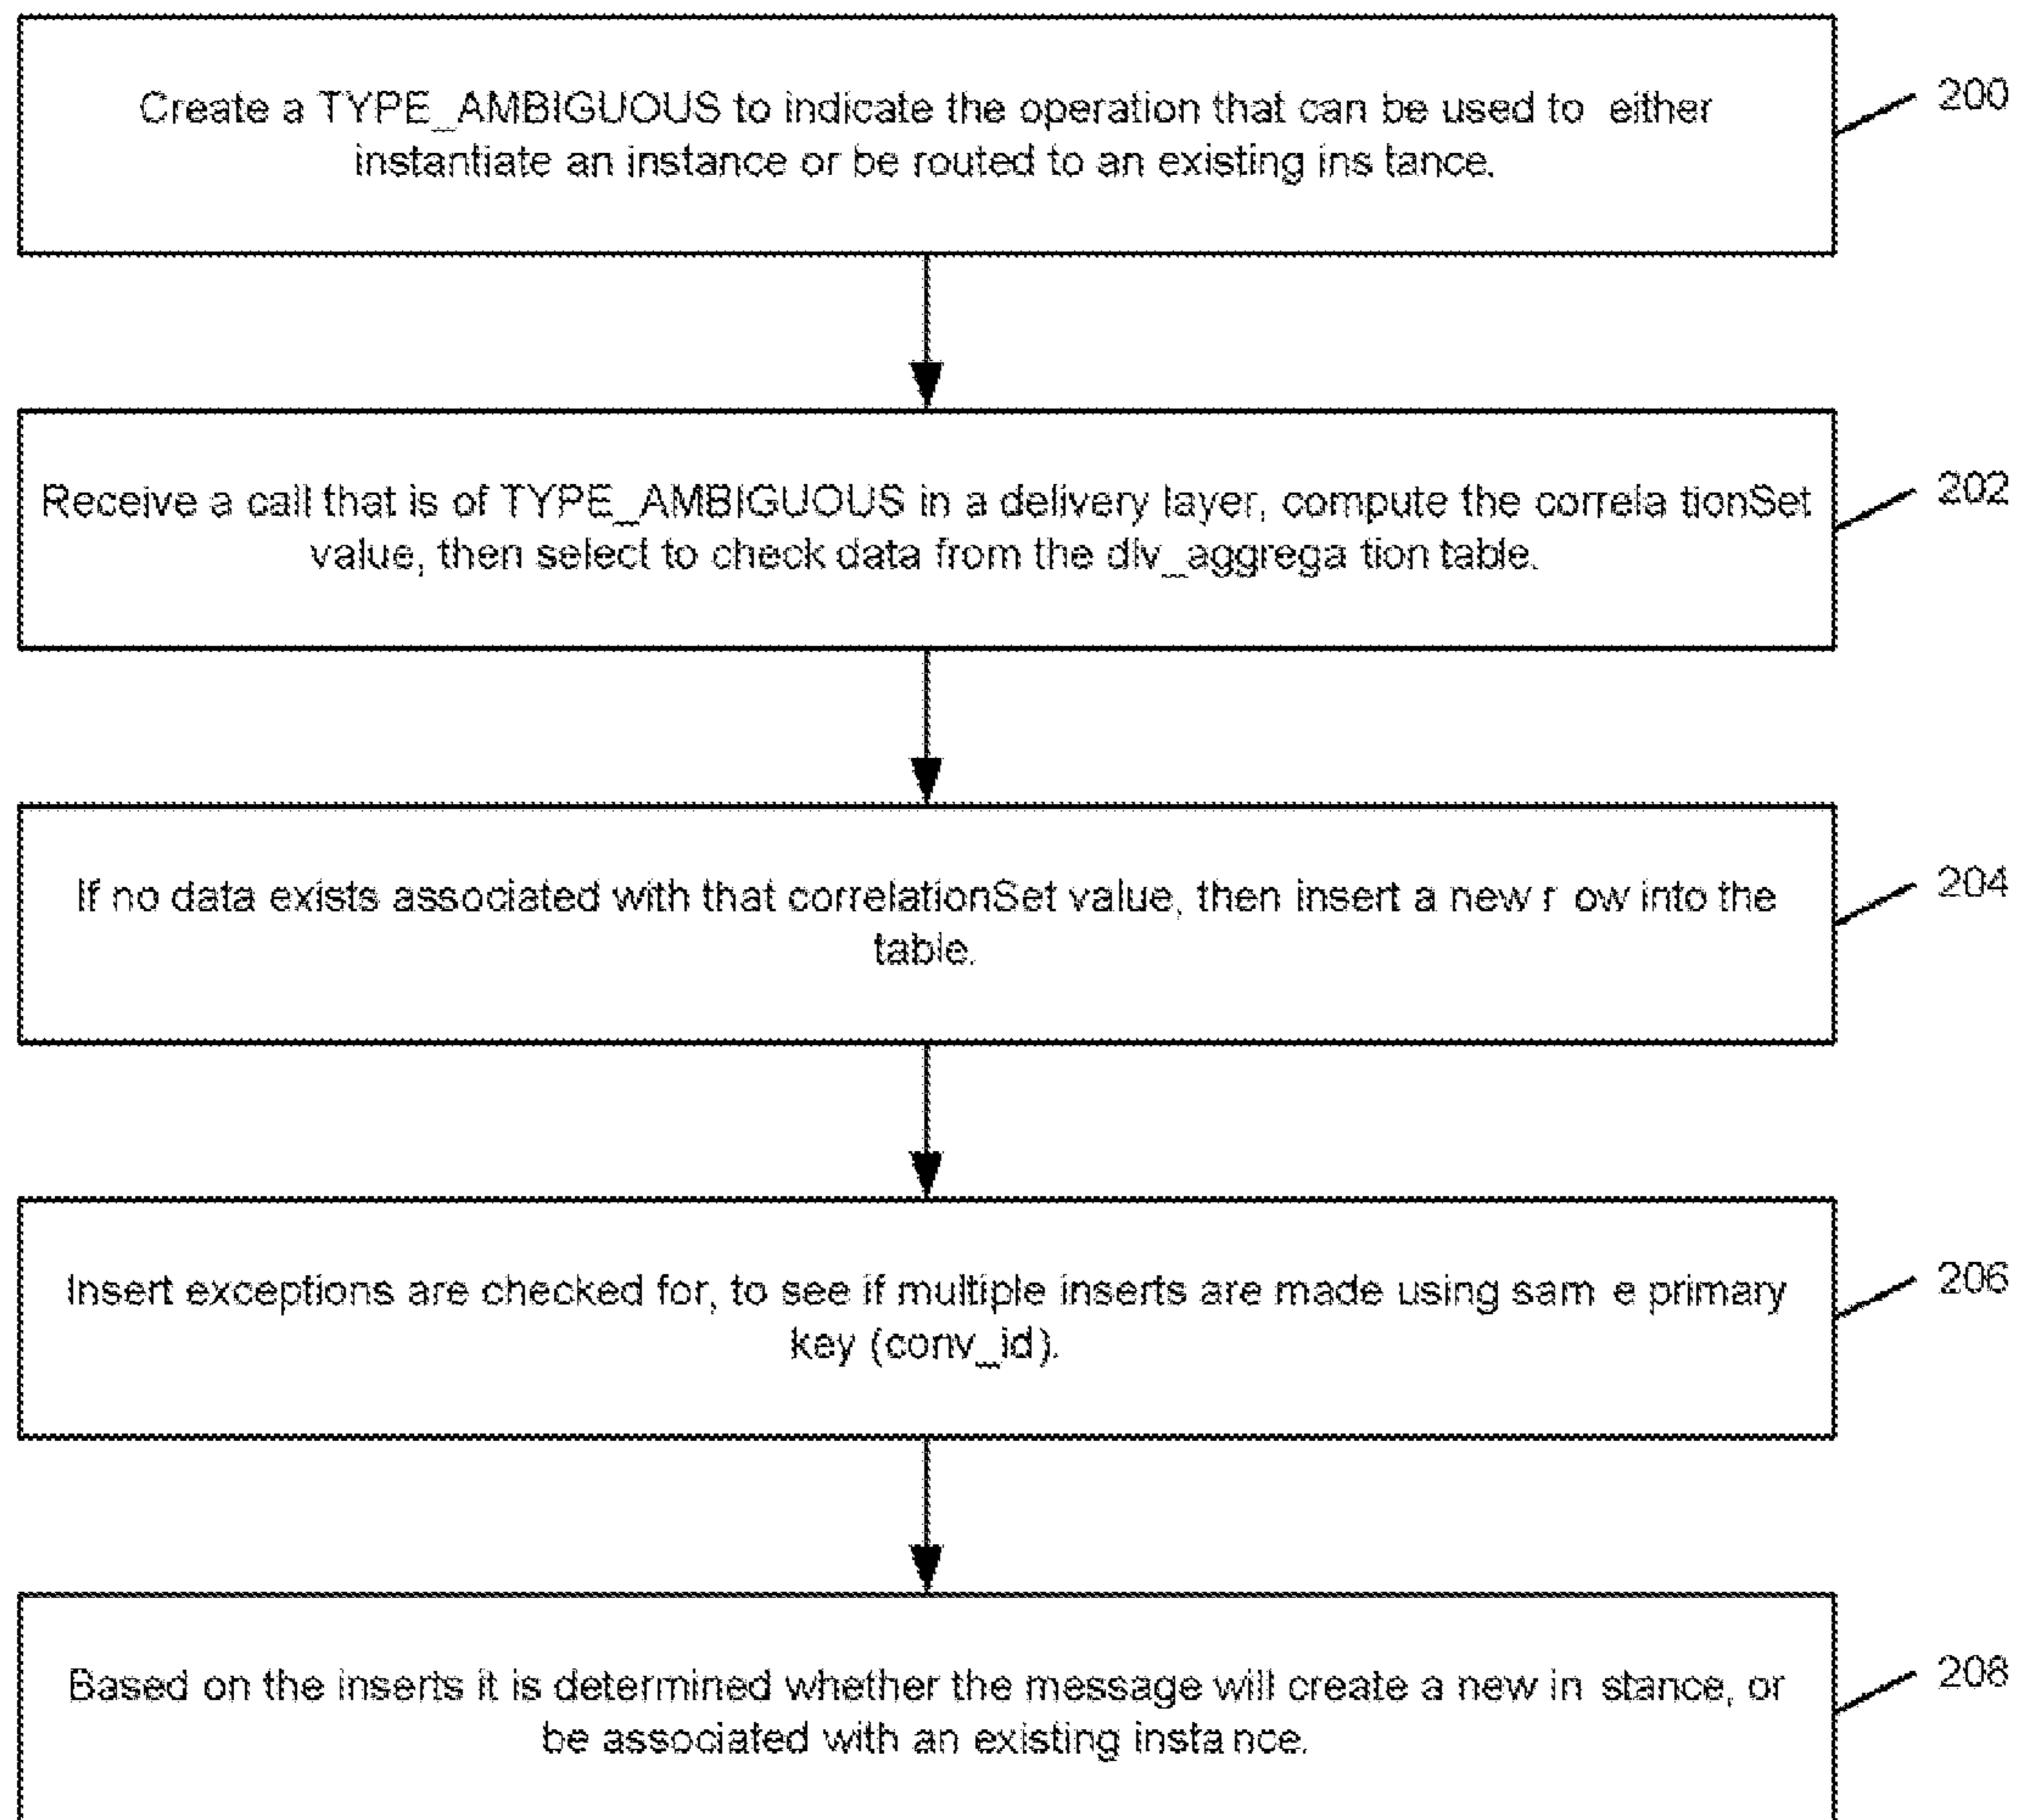 Create a TYPE_AMBIGUOUS to indicate the operation that can be used to either
instantiate an instance or be routed to an existing ins tance.
200
Receive a call that is of TYPE_AMBIGUOUS in a delivery layer, compute the correla tionSet
value, then select to check data from the dlv_aggrega tion table.
202
If no data exists associated with that correlationSet value, then insert a new r ow into the
table.
204
Insert exceptions are checked for, to see if multiple inserts are made using sam e primary
key (conv_id).
206
Based on the inserts it is determined whether the message will create a new in stance, or
be associated with an existing insta nce.
208